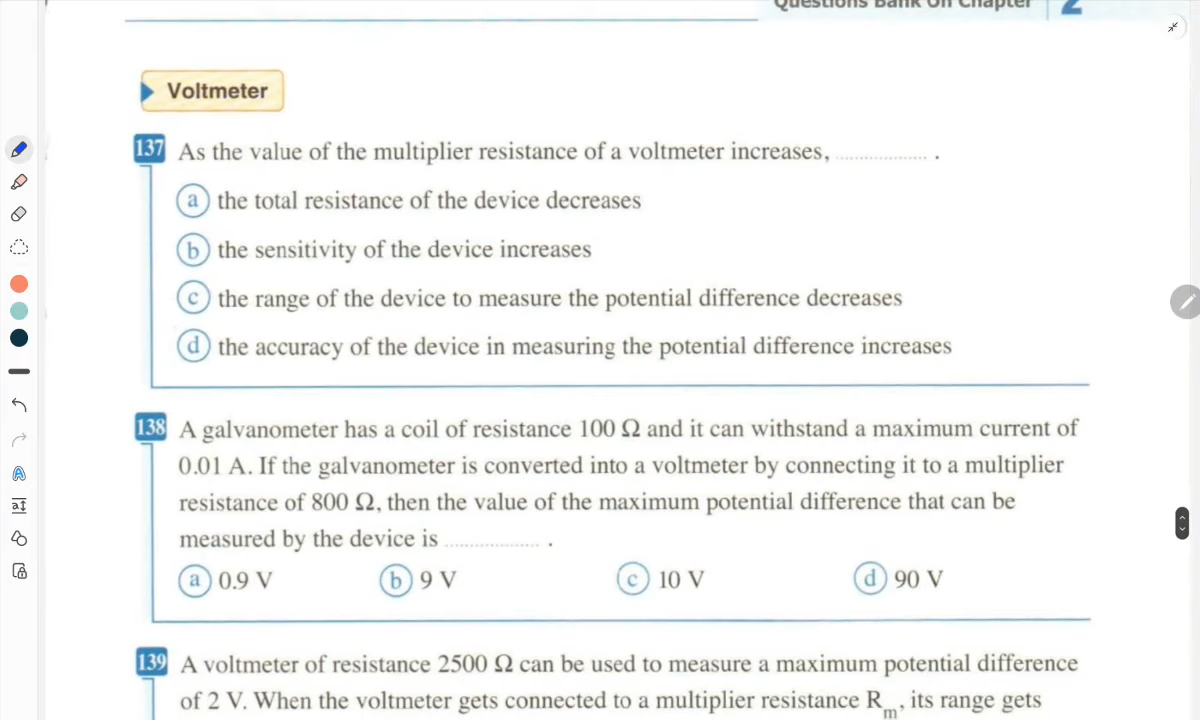 Questions Bank On Chapter 2
Voltmeter
137 As the value of the multiplier resistance of a voltmeter increases, ................ .
a the total resistance of the device decreases
b the sensitivity of the device increases
c the range of the device to measure the potential difference decreases
d the accuracy of the device in measuring the potential difference increases
138 A galvanometer has a coil of resistance 100 Ω and it can withstand a maximum current of
0.01 A. If the galvanometer is converted into a voltmeter by connecting it to a multiplier
resistance of 800 Ω, then the value of the maximum potential difference that can be
measured by the device is ................ .
a 0.9 V b 9 V c 10 V d 90 V
139 A voltmeter of resistance 2500 Ω can be used to measure a maximum potential difference
of 2 V. When the voltmeter gets connected to a multiplier resistance Rm, its range gets